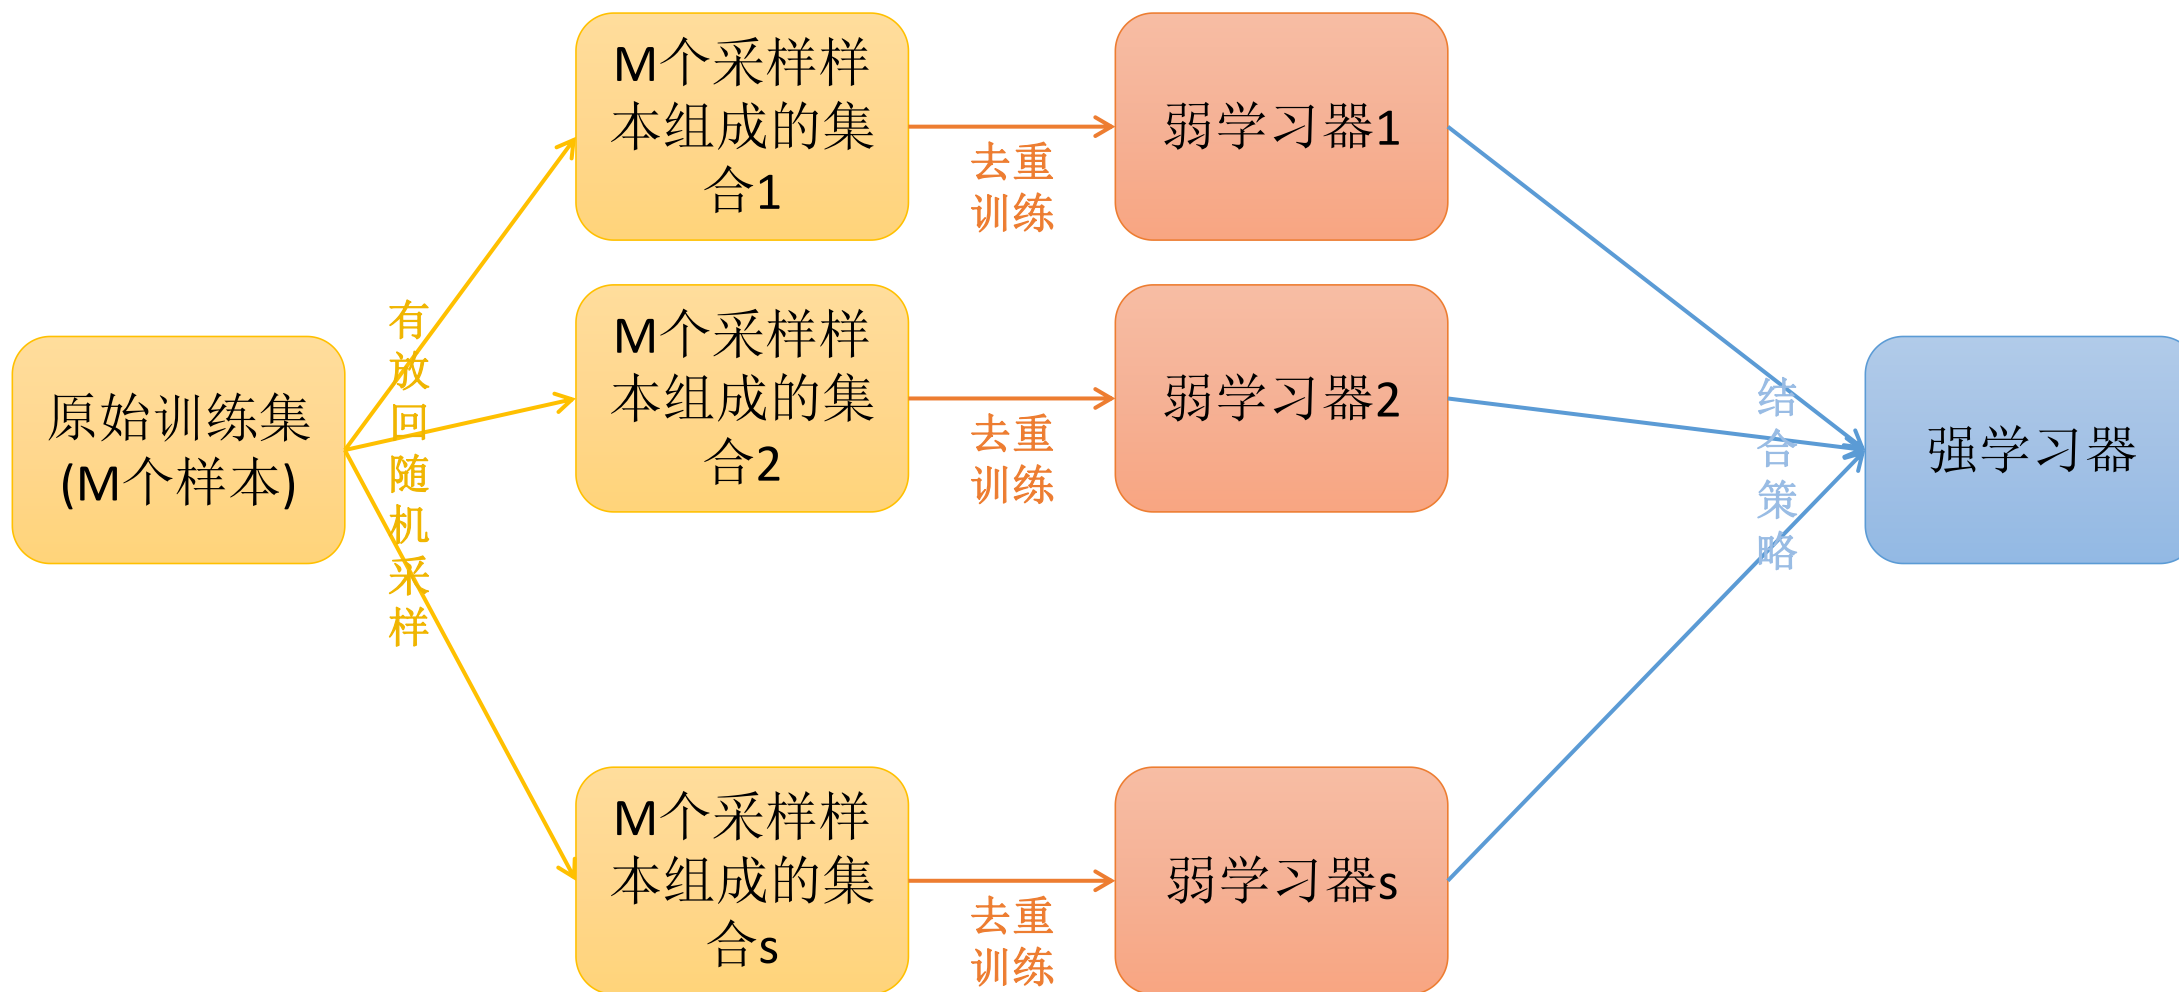 原始训练集
(M个样本)
有放回随机采样
M个采样样
本组成的集
合1
去重
训练
弱学习器1
M个采样样
本组成的集
合2
去重
训练
弱学习器2
M个采样样
本组成的集
合s
去重
训练
弱学习器s
结合策略
强学习器